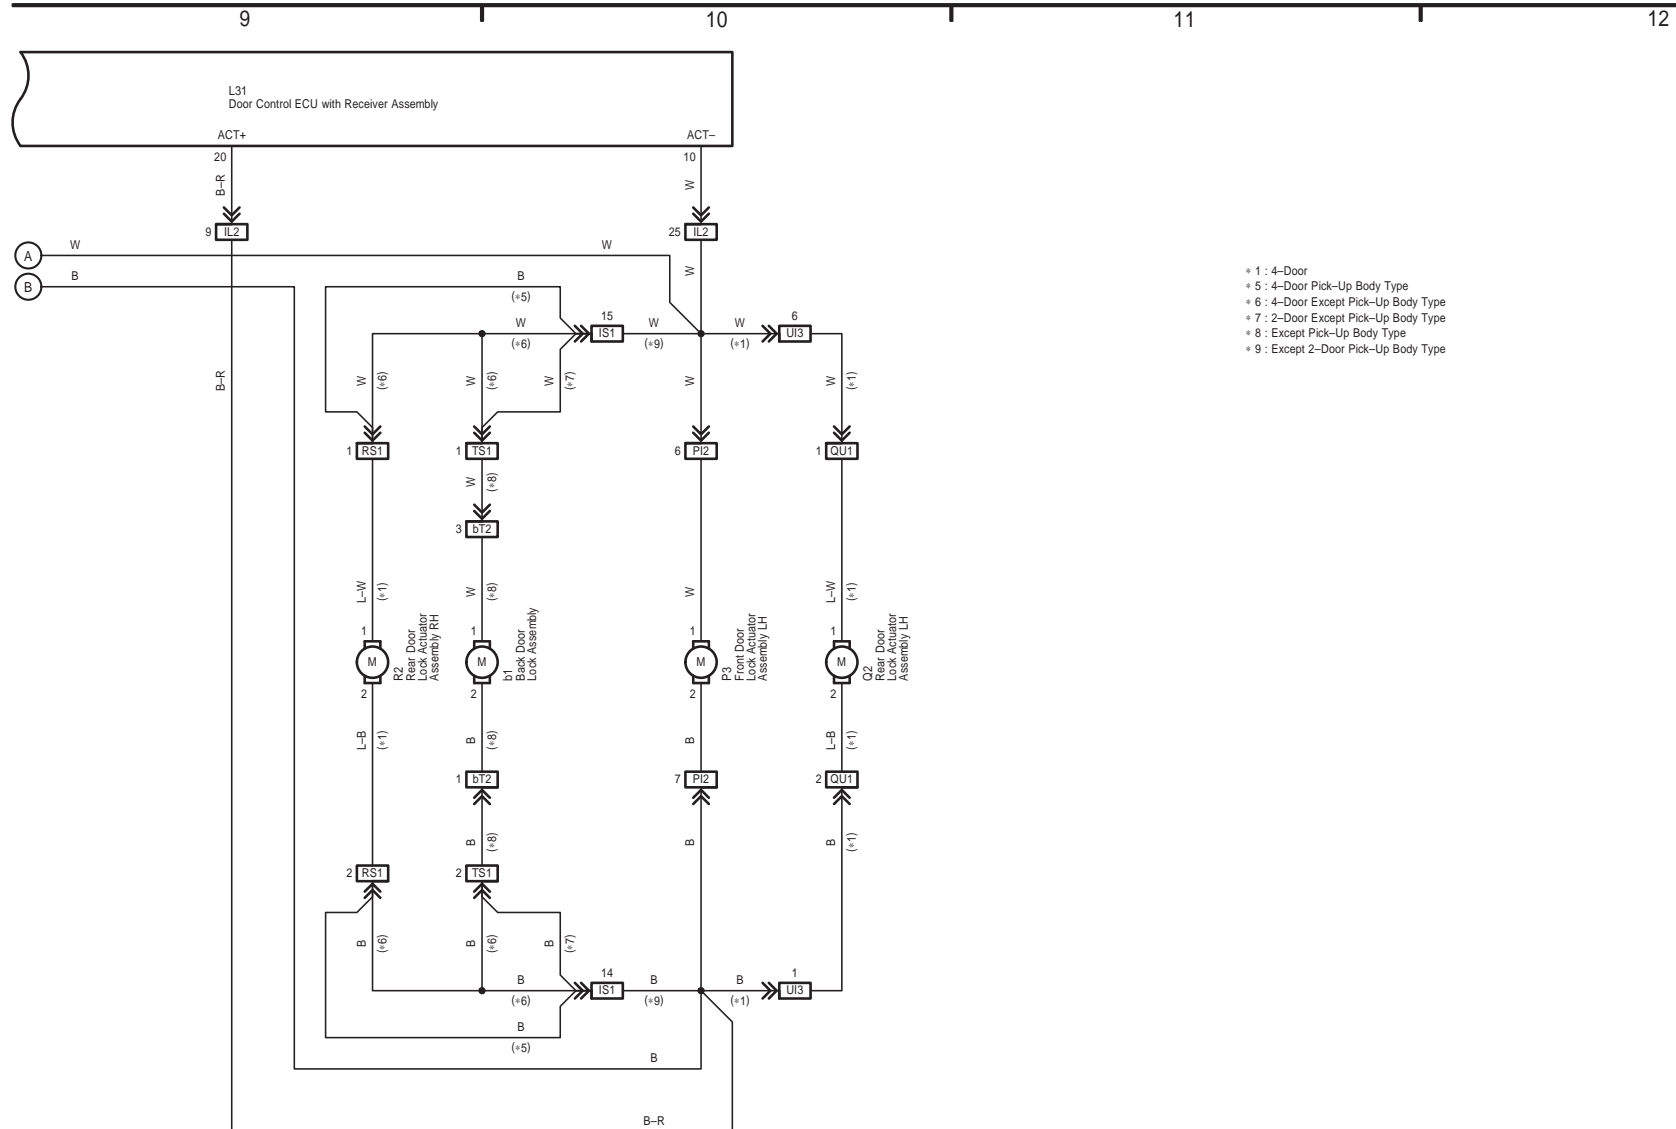 9
10
11
12
L31
Door Control ECU with Receiver Assembly
ACT+
ACT–
20
10
B–R
W
9
IL2
25
IL2
A
W
W
W
B
B
B
(*5)
15
6
W
IS1
W
W
UI3
(*6)
(*9)
(*1)
* 1 : 4–Door
* 5 : 4–Door Pick–Up Body Type
* 6 : 4–Door Except Pick–Up Body Type
* 7 : 2–Door Except Pick–Up Body Type
* 8 : Except Pick–Up Body Type
* 9 : Except 2–Door Pick–Up Body Type
B–R
W
(*6)
W
(*6)
W
(*7)
W
W
(*1)
1
RS1
1
TS1
6
PI2
1
QU1
W
(*8)
3
bT2
L–W
(*1)
W
(*8)
W
L–W
(*1)
1
1
1
1
M
M
M
M
2
2
2
2
R2
Rear Door
Lock Actuator
Assembly RH
b1
Back Door
Lock Assembly
P3
Front Door
Lock Actuator
Assembly LH
Q2
Rear Door
Lock Actuator
Assembly LH
L–B
(*1)
B
(*8)
B
L–B
(*1)
1
bT2
7
PI2
2
QU1
B
(*8)
B
B
(*1)
2
RS1
2
TS1
B
(*6)
B
(*6)
B
(*7)
14
1
B
IS1
B
B
UI3
(*6)
(*9)
(*1)
B
(*5)
B
B–R